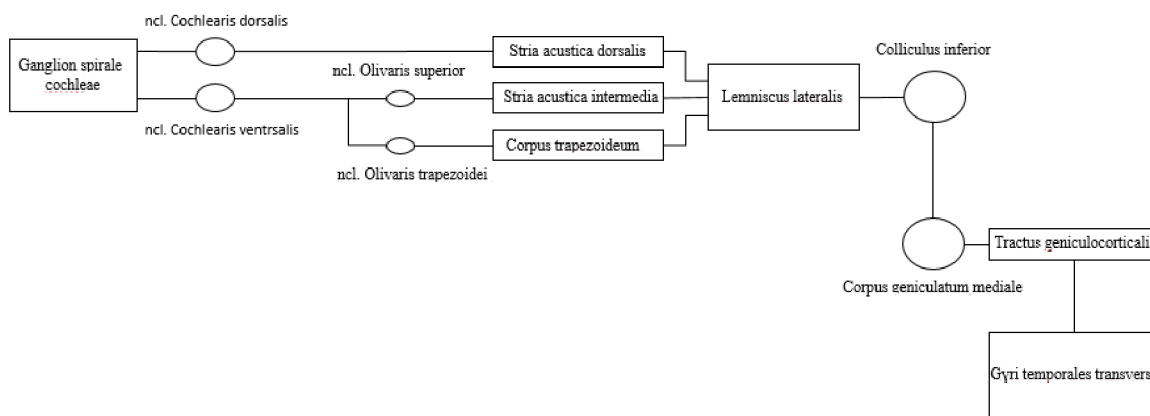 ncl. Cochlearis dorsalis
Ganglion spirale
cochleae
ncl. Cochlearis ventrsalis
ncl. Olivaris superior
ncl. Olivaris trapezoidei
Stria acustica dorsalis
Stria acustica intermedia
Corpus trapezoideum
Lemniscus lateralis
Colliculus inferior
Corpus geniculatum mediale
Tractus geniculocorticali
Gyri temporales transvers